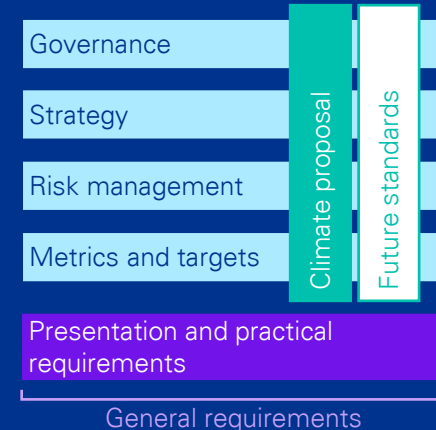 Governance
Strategy
Risk management
Metrics and targets
Climate proposal
Future standards
Presentation and practical
requirements
General requirements